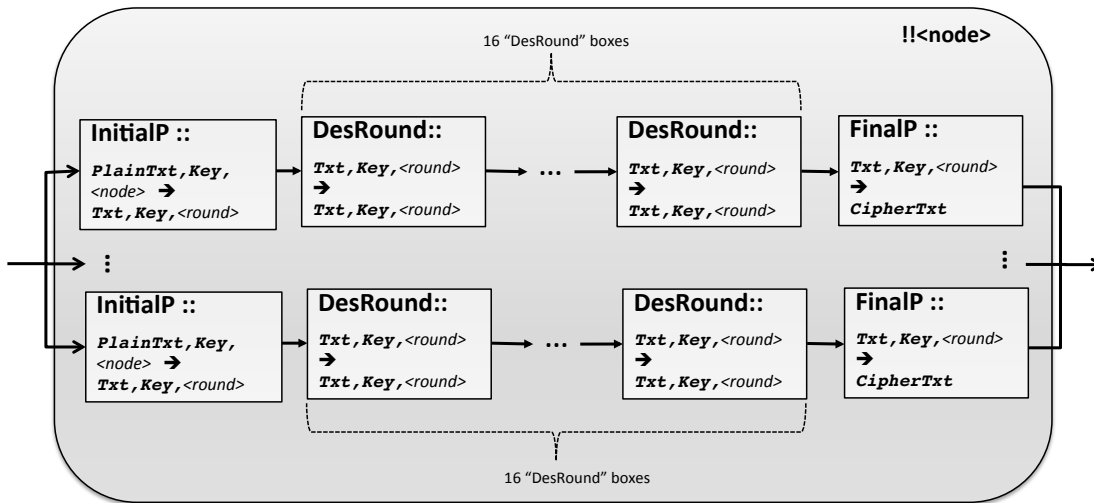 16 “DesRound” boxes
!!<node>
InitialP ::
PlainTxt,Key,
<node> ➔
Txt,Key,<round>
DesRound::
Txt,Key,<round>
➔
Txt,Key,<round>
...
DesRound::
Txt,Key,<round>
➔
Txt,Key,<round>
FinalP ::
Txt,Key,<round>
➔
CipherTxt
...
...
InitialP ::
PlainTxt,Key,
<node> ➔
Txt,Key,<round>
DesRound::
Txt,Key,<round>
➔
Txt,Key,<round>
...
DesRound::
Txt,Key,<round>
➔
Txt,Key,<round>
FinalP ::
Txt,Key,<round>
➔
CipherTxt
16 “DesRound” boxes